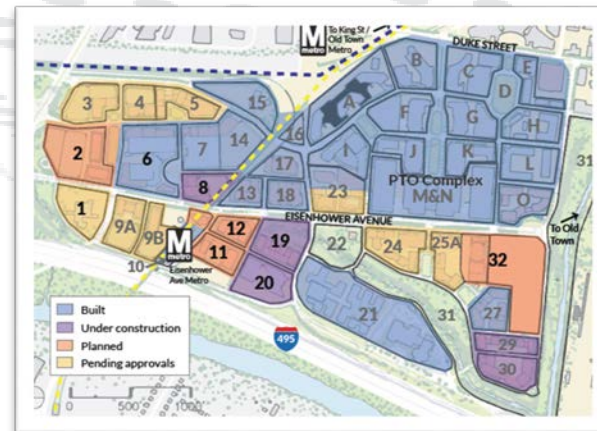 M
metro
To King St /
Old Town
Metro
DUKE STREET
3
4
5
15
A
B
C
D
E
2
6
7
14
16
F
G
H
I
J
K
L
8
13
17
18
23
PTO Complex
M&N
O
31
1
9A
9B
10
M
metro
Eisenhower
Ave Metro
11
12
19
20
EISENHOWER AVENUE
22
24
25A
32
To Old
Town
21
31
27
29
30
495
Built
Under construction
Planned
Pending approvals
0 500 1000